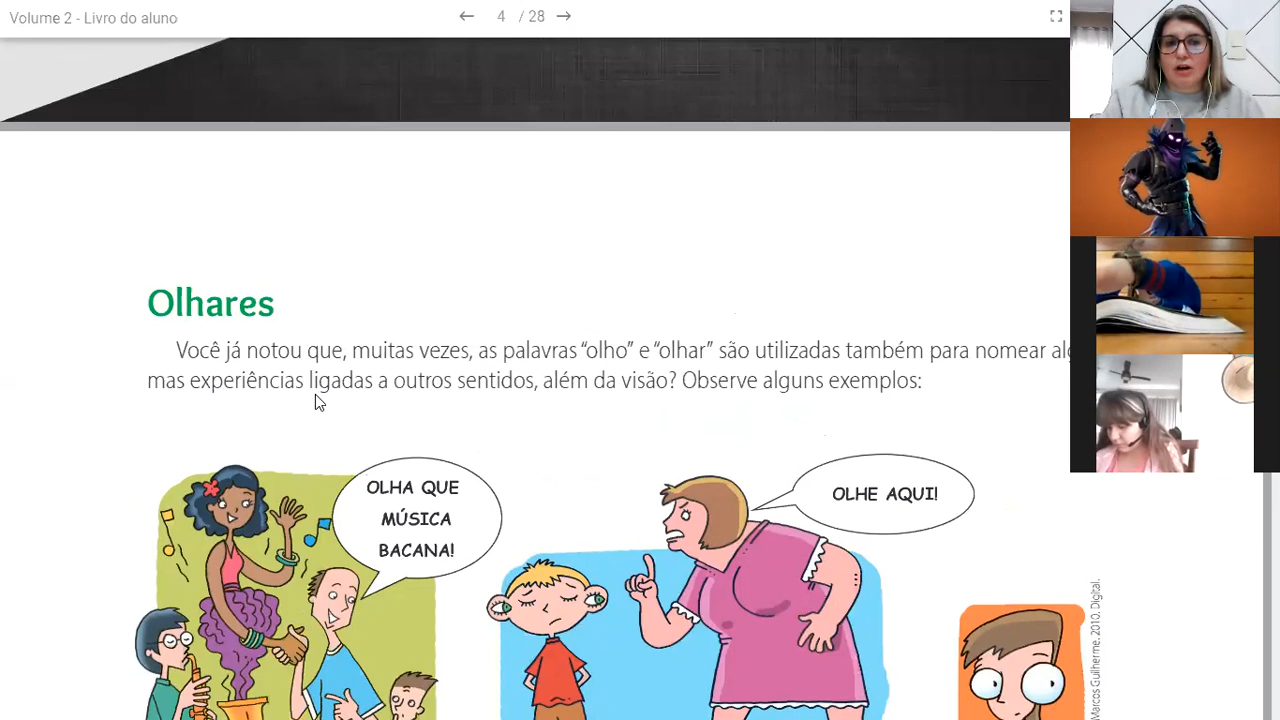 Volume 2 - Livro do aluno
4 / 28
Olhares
Você já notou que, muitas vezes, as palavras “olho” e “olhar” são utilizadas também para nomear alg
mas experiências ligadas a outros sentidos, além da visão? Observe alguns exemplos:
OLHA QUE
MÚSICA
BACANA!
OLHE AQUI!
Marcos Guilherme. 2010. Digital.